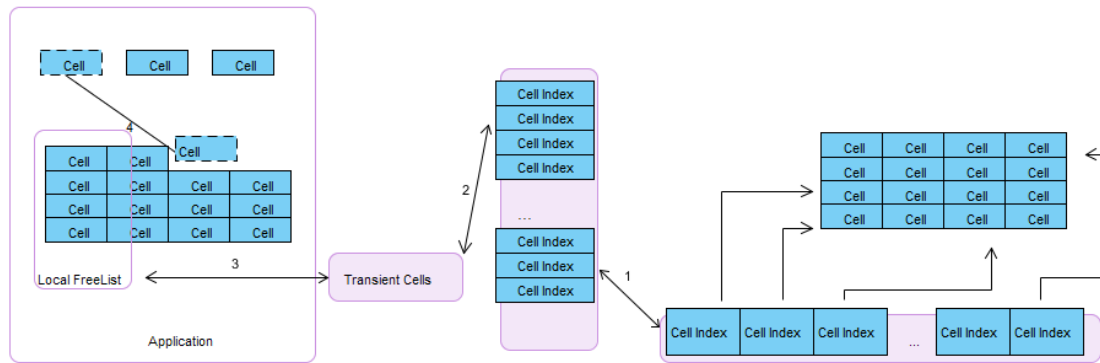 Cell Cell Cell
4
Cell
Cell Cell
Cell Cell Cell Cell
Cell Cell Cell Cell
Cell Cell Cell Cell
Local FreeList
3
Application
Transient Cells
2
Cell Index
Cell Index
Cell Index
Cell Index
...
Cell Index
Cell Index
Cell Index
1
Cell Cell Cell Cell
Cell Cell Cell Cell
Cell Cell Cell Cell
Cell Cell Cell Cell
Cell Index Cell Index Cell Index ... Cell Index Cell Index